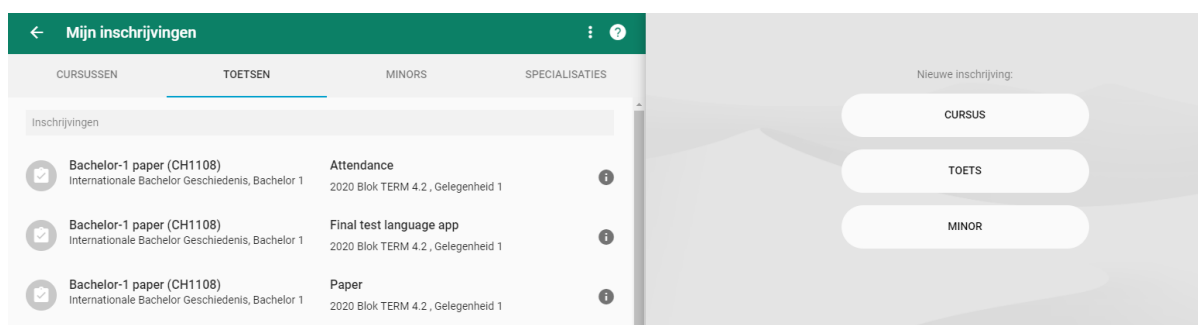 Mijn inschrijvingen
CURSUSSEN TOETSEN MINORS SPECIALISATIES
Inschrijvingen
Bachelor-1 paper (CH1108) Attendance
Internationale Bachelor Geschiedenis, Bachelor 1 2020 Blok TERM 4.2 , Gelegenheid 1
Bachelor-1 paper (CH1108) Final test language app
Internationale Bachelor Geschiedenis, Bachelor 1 2020 Blok TERM 4.2 , Gelegenheid 1
Bachelor-1 paper (CH1108) Paper
Internationale Bachelor Geschiedenis, Bachelor 1 2020 Blok TERM 4.2 , Gelegenheid 1
Nieuwe inschrijving:
CURSUS
TOETS
MINOR